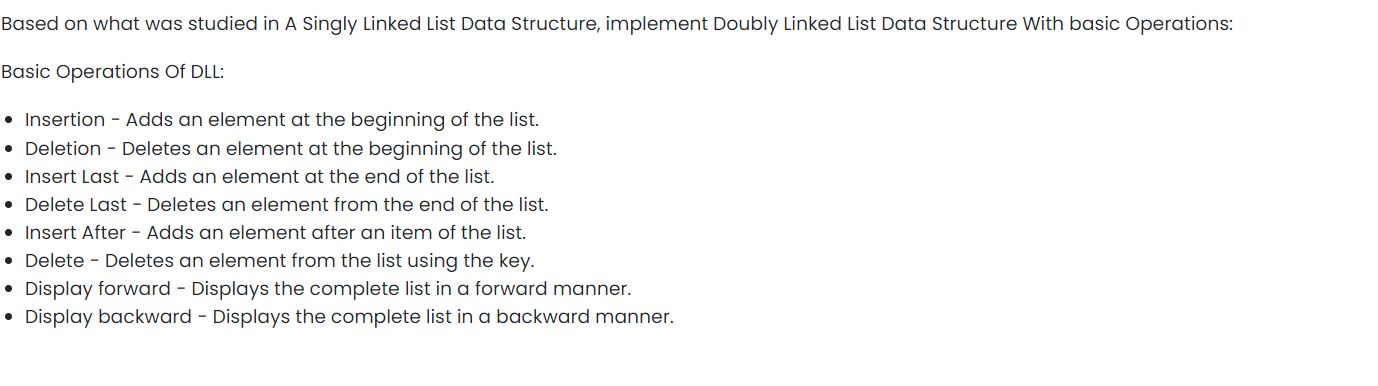 Based on what was studied in A Singly Linked List Data Structure, implement Doubly Linked List Data Structure With basic Operations:
Basic Operations Of DLL:
• Insertion - Adds an element at the beginning of the list.
• Deletion - Deletes an element at the beginning of the list.
• Insert Last - Adds an element at the end of the list.
• Delete Last - Deletes an element from the end of the list.
• Insert After - Adds an element after an item of the list.
• Delete - Deletes an element from the list using the key.
• Display forward - Displays the complete list in a forward manner.
• Display backward - Displays the complete list in a backward manner.